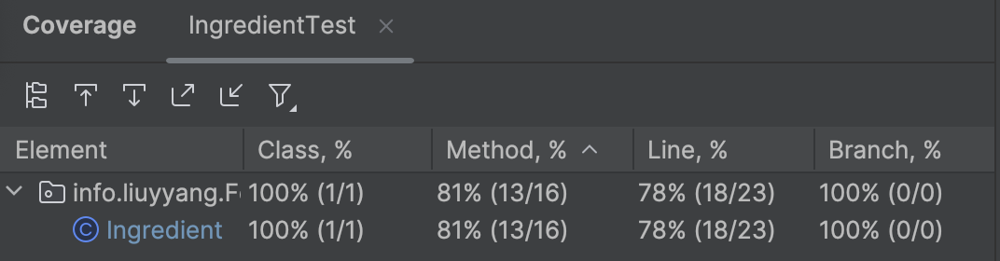 Coverage IngredientTest
Element Class, % Method, % Line, % Branch, %
info.liuyyang.F 100% (1/1) 81% (13/16) 78% (18/23) 100% (0/0)
Ingredient 100% (1/1) 81% (13/16) 78% (18/23) 100% (0/0)